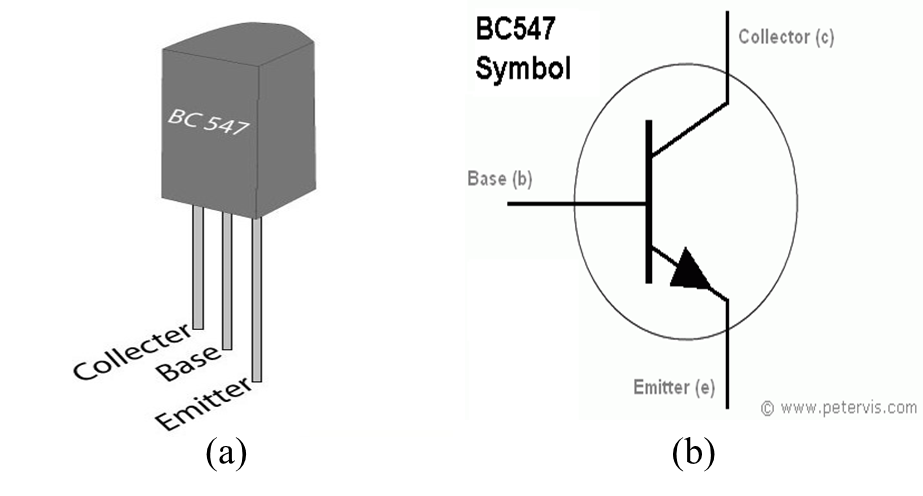 BC 547
Collecter
Base
Emitter
(a)
BC547
Symbol
Collector (c)
Base (b)
Emitter (e)
© www.petervis.com
(b)